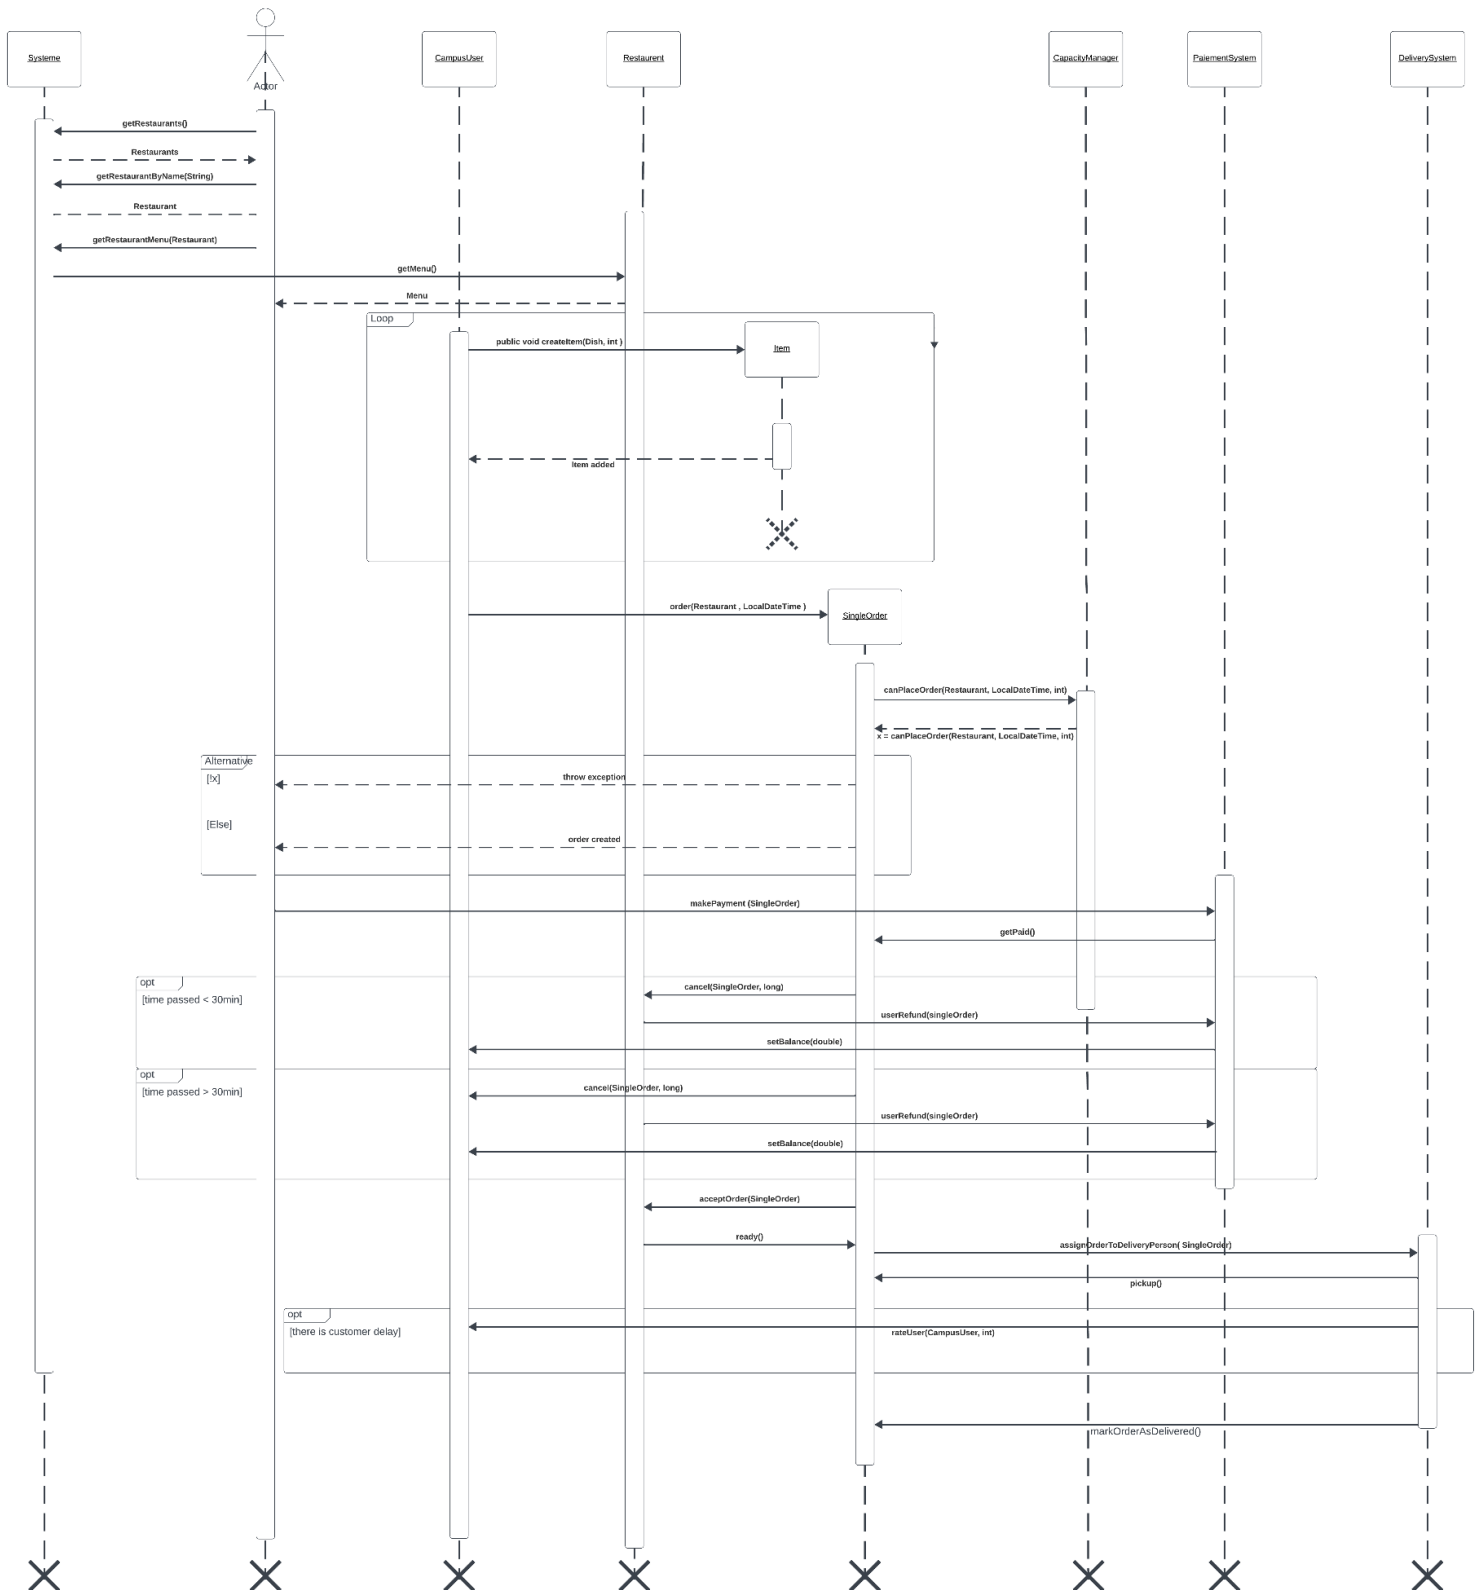 Systeme
Actor
CampusUser
Restaurent
CapacityManager
PaiementSystem
DeliverySystem
getRestaurants()
Restaurants
getRestaurantByName(String)
Restaurant
getRestaurantMenu(Restaurant)
getMenu()
Menu
Loop
public void createItem(Dish, int )
Item
Item added
order(Restaurant , LocalDateTime )
SingleOrder
canPlaceOrder(Restaurant, LocalDateTime, int)
x = canPlaceOrder(Restaurant, LocalDateTime, int)
Alternative
[!x]
throw exception
[Else]
order created
makePayment (SingleOrder)
getPaid()
opt
[time passed < 30min]
cancel(SingleOrder, long)
userRefund(singleOrder)
setBalance(double)
opt
[time passed > 30min]
cancel(SingleOrder, long)
userRefund(singleOrder)
setBalance(double)
acceptOrder(SingleOrder)
ready()
assignOrderToDeliveryPerson( SingleOrder)
pickup()
opt
[there is customer delay]
rateUser(CampusUser, int)
markOrderAsDelivered()